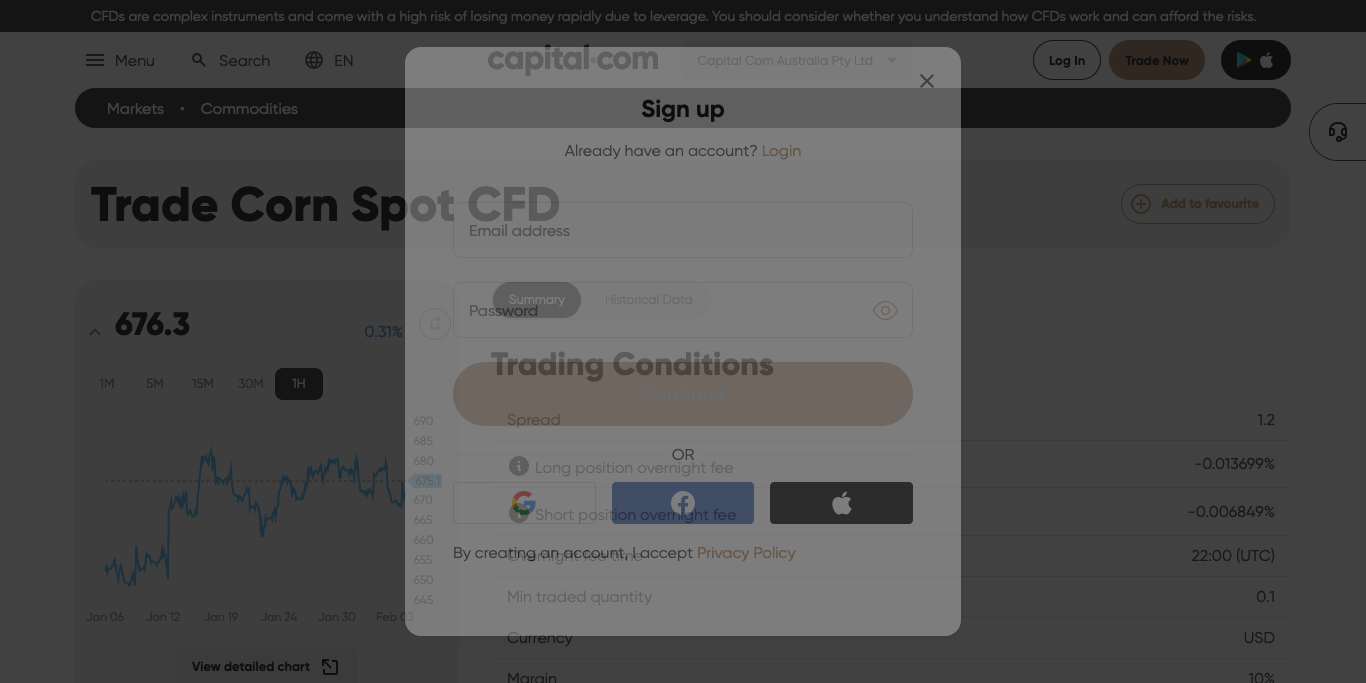 CFDs are complex instruments and come with a high risk of losing money rapidly due to leverage. You should consider whether you understand how CFDs work and can afford the risks.
Menu
Search
EN
capital.com
Capital Com Australia Pty Ltd
Log In
Trade Now
Markets • Commodities
Sign up
Already have an account? Login
Trade Corn Spot CFD
Add to favourite
Email address
Summary
Historical Data
Password
676.3
0.31%
1M 5M 15M 30M 1H
Trading Conditions
Continue
690
685
680
675,1
670
665
660
655
650
645
Jan 06 Jan 12 Jan 19 Jan 24 Jan 30 Feb 03
View detailed chart
Spread 1.2
OR
Long position overnight fee -0.013699%
Short position overnight fee -0.006849%
By creating an account, I accept Privacy Policy
Overnight fee time 22:00 (UTC)
Min traded quantity 0.1
Currency USD
Margin 10%